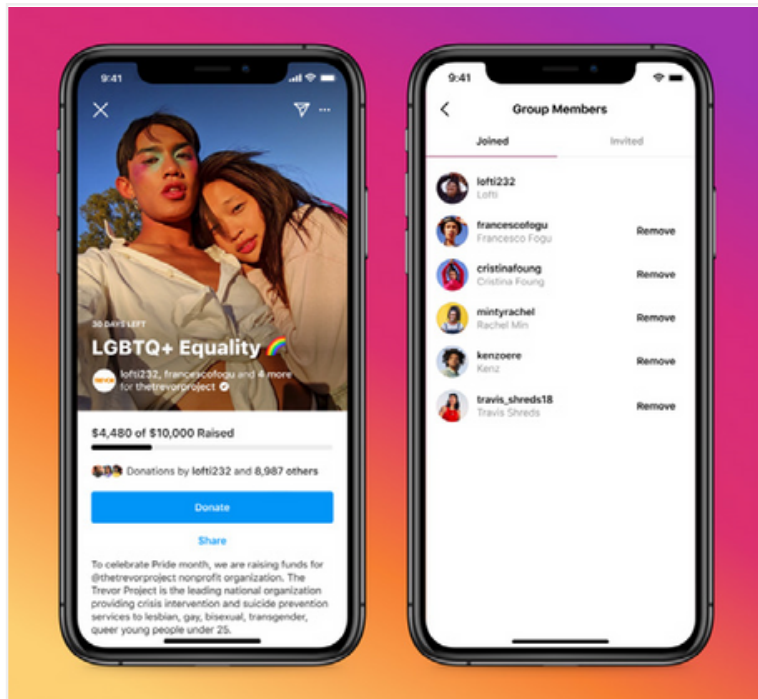 9:41
30 DAYS LEFT
LGBTQ+ Equality 🌈
lofti232, francescofogu and 4 more
for thetrevorproject
$4,480 of $10,000 Raised
Donations by lofti232 and 8,987 others
Donate
Share
To celebrate Pride month, we are raising funds for
@thetrevorproject nonprofit organization. The
Trevor Project is the leading national organization
providing crisis intervention and suicide prevention
services to lesbian, gay, bisexual, transgender,
queer young people under 25.
9:41
Group Members
Joined Invited
lofti232
Lofti
francescofogu
Francesco Fogu
Remove
cristinafoung
Cristina Foung
Remove
mintyrachel
Rachel Min
Remove
kenzoere
Kenz
Remove
travis_shreds18
Travis Shreds
Remove